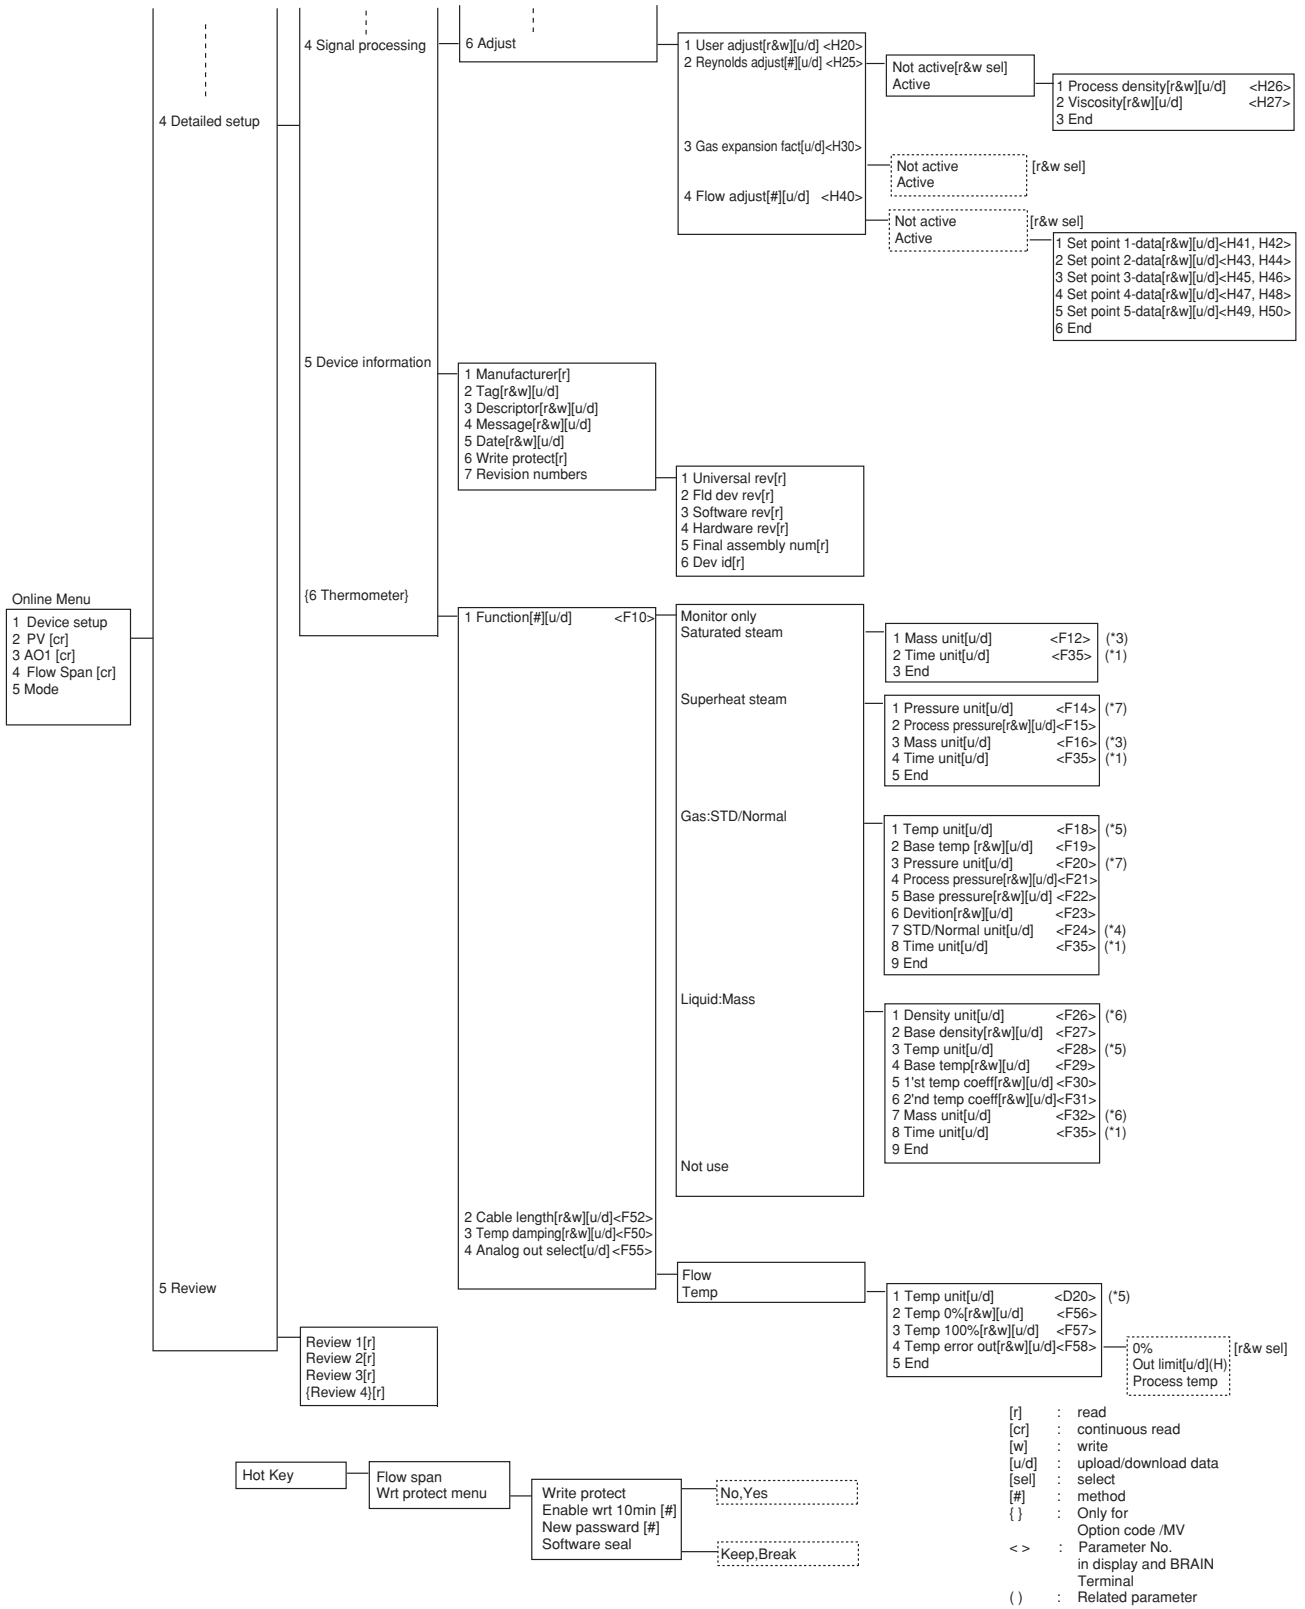 Online Menu
1 Device setup
2 PV [cr]
3 AO1 [cr]
4 Flow Span [cr]
5 Mode
4 Detailed setup
5 Review
4 Signal processing
5 Device information
{6 Thermometer}
6 Adjust
1 User adjust[r&w][u/d] <H20>
2 Reynolds adjust[#][u/d] <H25>
3 Gas expansion fact[u/d]<H30>
4 Flow adjust[#][u/d] <H40>
Not active[r&w sel]
Active
1 Process density[r&w][u/d] <H26>
2 Viscosity[r&w][u/d] <H27>
3 End
Not active [r&w sel]
Active
Not active [r&w sel]
Active
1 Set point 1-data[r&w][u/d]<H41, H42>
2 Set point 2-data[r&w][u/d]<H43, H44>
3 Set point 3-data[r&w][u/d]<H45, H46>
4 Set point 4-data[r&w][u/d]<H47, H48>
5 Set point 5-data[r&w][u/d]<H49, H50>
6 End
1 Manufacturer[r]
2 Tag[r&w][u/d]
3 Descriptor[r&w][u/d]
4 Message[r&w][u/d]
5 Date[r&w][u/d]
6 Write protect[r]
7 Revision numbers
1 Universal rev[r]
2 Fld dev rev[r]
3 Software rev[r]
4 Hardware rev[r]
5 Final assembly num[r]
6 Dev id[r]
1 Function[#][u/d] <F10>
2 Cable length[r&w][u/d]<F52>
3 Temp damping[r&w][u/d]<F50>
4 Analog out select[u/d]<F55>
Monitor only
Saturated steam
Superheat steam
Gas:STD/Normal
Liquid:Mass
Not use
1 Mass unit[u/d] <F12> (*3)
2 Time unit[u/d] <F35> (*1)
3 End
1 Pressure unit[u/d] <F14> (*7)
2 Process pressure[r&w][u/d]<F15>
3 Mass unit[u/d] <F16> (*3)
4 Time unit[u/d] <F35> (*1)
5 End
1 Temp unit[u/d] <F18> (*5)
2 Base temp [r&w][u/d] <F19>
3 Pressure unit[u/d] <F20> (*7)
4 Process pressure[r&w][u/d]<F21>
5 Base pressure[r&w][u/d] <F22>
6 Devition[r&w][u/d] <F23>
7 STD/Normal unit[u/d] <F24> (*4)
8 Time unit[u/d] <F35> (*1)
9 End
1 Density unit[u/d] <F26> (*6)
2 Base density[r&w][u/d] <F27>
3 Temp unit[u/d] <F28> (*5)
4 Base temp[r&w][u/d] <F29>
5 1'st temp coeff[r&w][u/d] <F30>
6 2'nd temp coeff[r&w][u/d]<F31>
7 Mass unit[u/d] <F32> (*6)
8 Time unit[u/d] <F35> (*1)
9 End
Flow
Temp
1 Temp unit[u/d] <D20> (*5)
2 Temp 0%[r&w][u/d] <F56>
3 Temp 100%[r&w][u/d] <F57>
4 Temp error out[r&w][u/d]<F58>
5 End
0% [r&w sel]
Out limit[u/d](H)
Process temp
Review 1[r]
Review 2[r]
Review 3[r]
{Review 4}[r]
Hot Key
Flow span
Wrt protect menu
Write protect
Enable wrt 10min [#]
New passward [#]
Software seal
No,Yes
Keep,Break
[r] : read
[cr] : continuous read
[w] : write
[u/d] : upload/download data
[sel] : select
[#] : method
{ } : Only for
Option code /MV
< > : Parameter No.
in display and BRAIN
Terminal
( ) : Related parameter